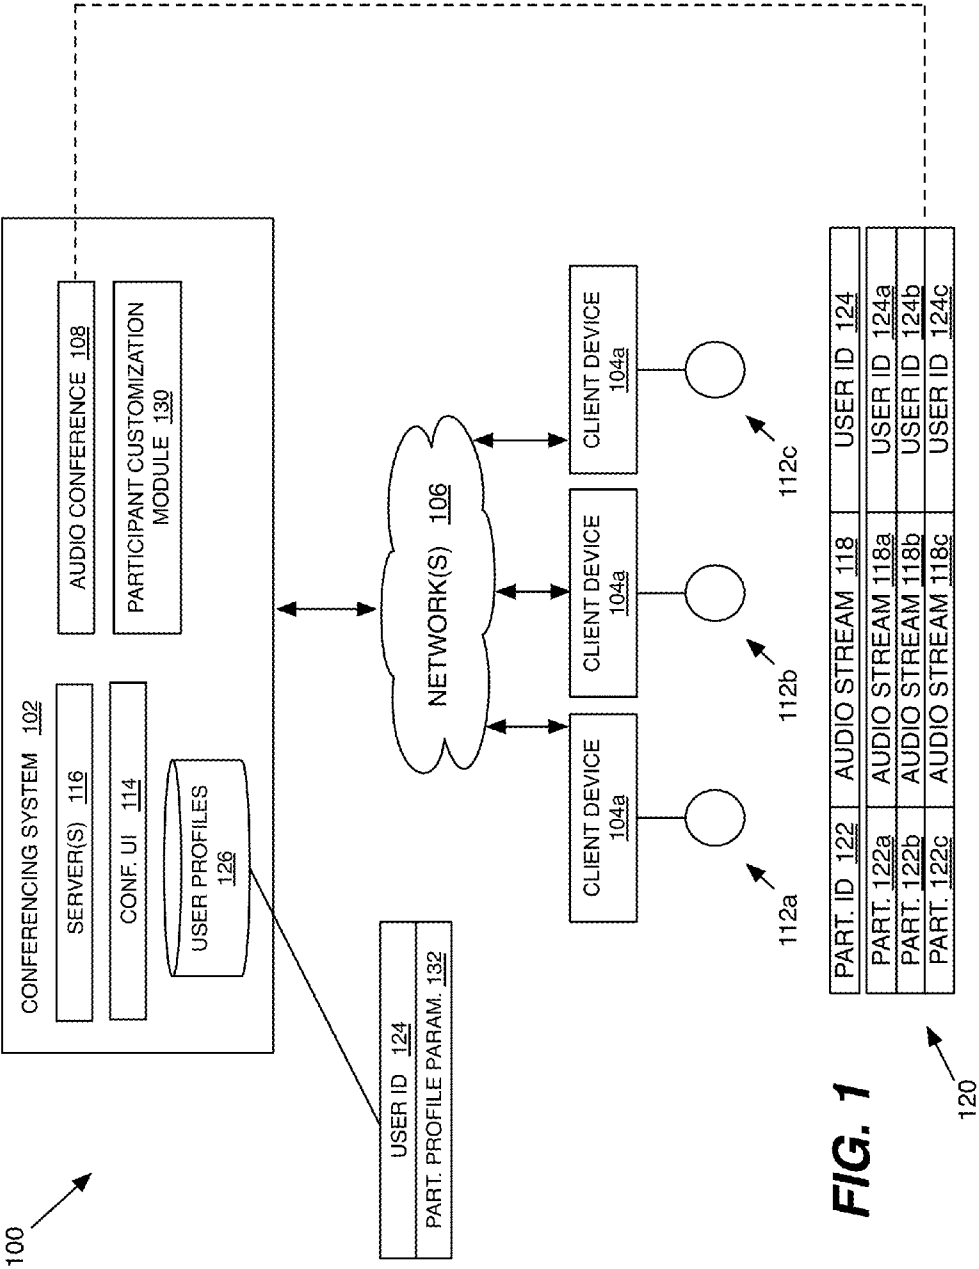 100
CONFERENCING SYSTEM 102
SERVER(S) 116
CONF. UI 114
USER PROFILES
126
AUDIO CONFERENCE 108
PARTICIPANT CUSTOMIZATION
MODULE 130
USER ID 124
PART. PROFILE PARAM. 132
NETWORK(S) 106
CLIENT DEVICE
104a
CLIENT DEVICE
104a
CLIENT DEVICE
104a
112a
112b
112c
PART. ID 122 AUDIO STREAM 118 USER ID 124
PART. 122a AUDIO STREAM 118a USER ID 124a
PART. 122b AUDIO STREAM 118b USER ID 124b
PART. 122c AUDIO STREAM 118c USER ID 124c
120
FIG. 1